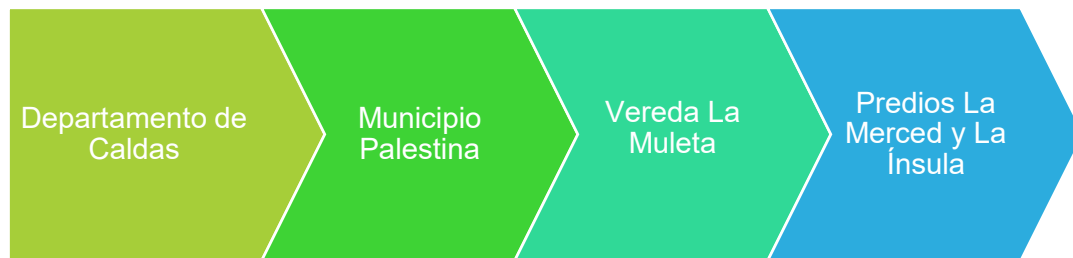 Departamento de
Caldas
Municipio
Palestina
Vereda La
Muleta
Predios La
Merced y La
Ínsula